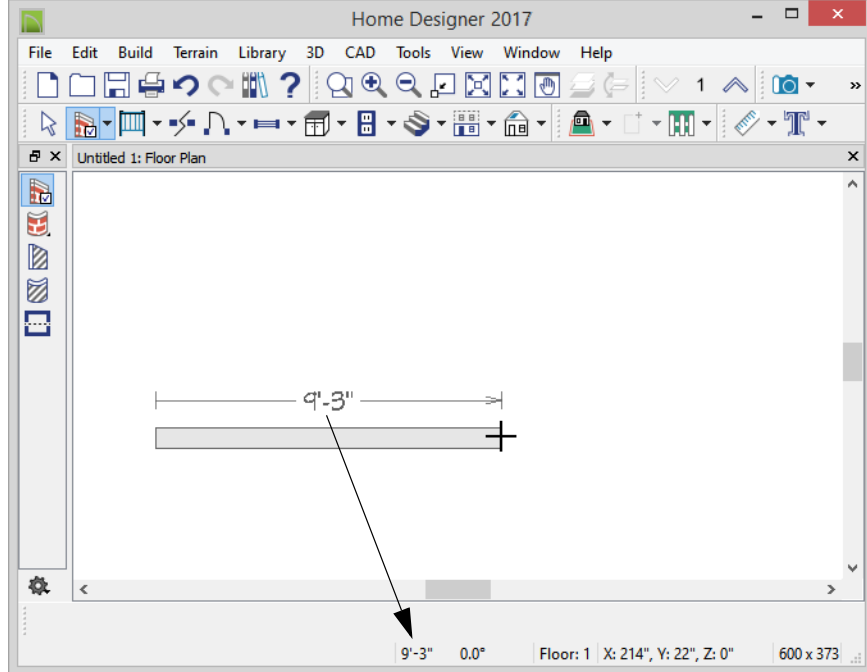 Home Designer 2017
File Edit Build Terrain Library 3D CAD Tools View Window Help
1
Untitled 1: Floor Plan
9'-3"
9'-3" 0.0° Floor: 1 X: 214", Y: 22", Z: 0" 600 x 373